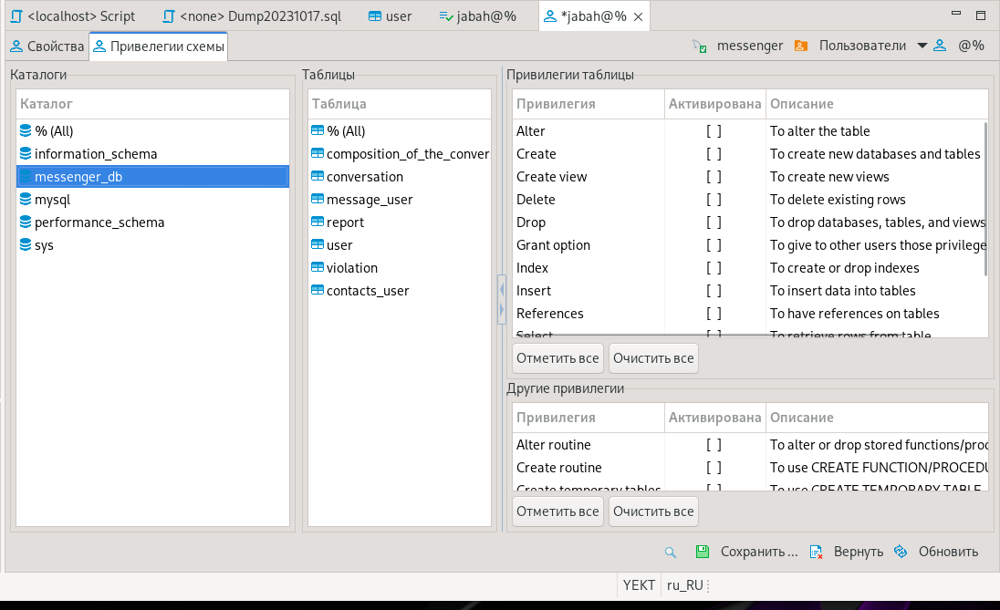 <localhost> Script <none> Dump20231017.sql user jabah@% *jabah@%
Свойства Привелегии схемы messenger Пользователи @%
Каталоги
Каталог
% (All)
information_schema
messenger_db
mysql
performance_schema
sys
Таблицы
Таблица
% (All)
composition_of_the_conver
conversation
message_user
report
user
violation
contacts_user
Привилегии таблицы
Привилегия Активирована Описание
Alter [ ] To alter the table
Create [ ] To create new databases and tables
Create view [ ] To create new views
Delete [ ] To delete existing rows
Drop [ ] To drop databases, tables, and views
Grant option [ ] To give to other users those privilege
Index [ ] To create or drop indexes
Insert [ ] To insert data into tables
References [ ] To have references on tables
Select [ ] To retrieve rows from table
Отметить все Очистить все
Другие привилегии
Привилегия Активирована Описание
Alter routine [ ] To alter or drop stored functions/proc
Create routine [ ] To use CREATE FUNCTION/PROCEDU
Create temporary tables [ ] To use CREATE TEMPORARY TABLE
Отметить все Очистить все
Сохранить ... Вернуть Обновить
YEKT ru_RU